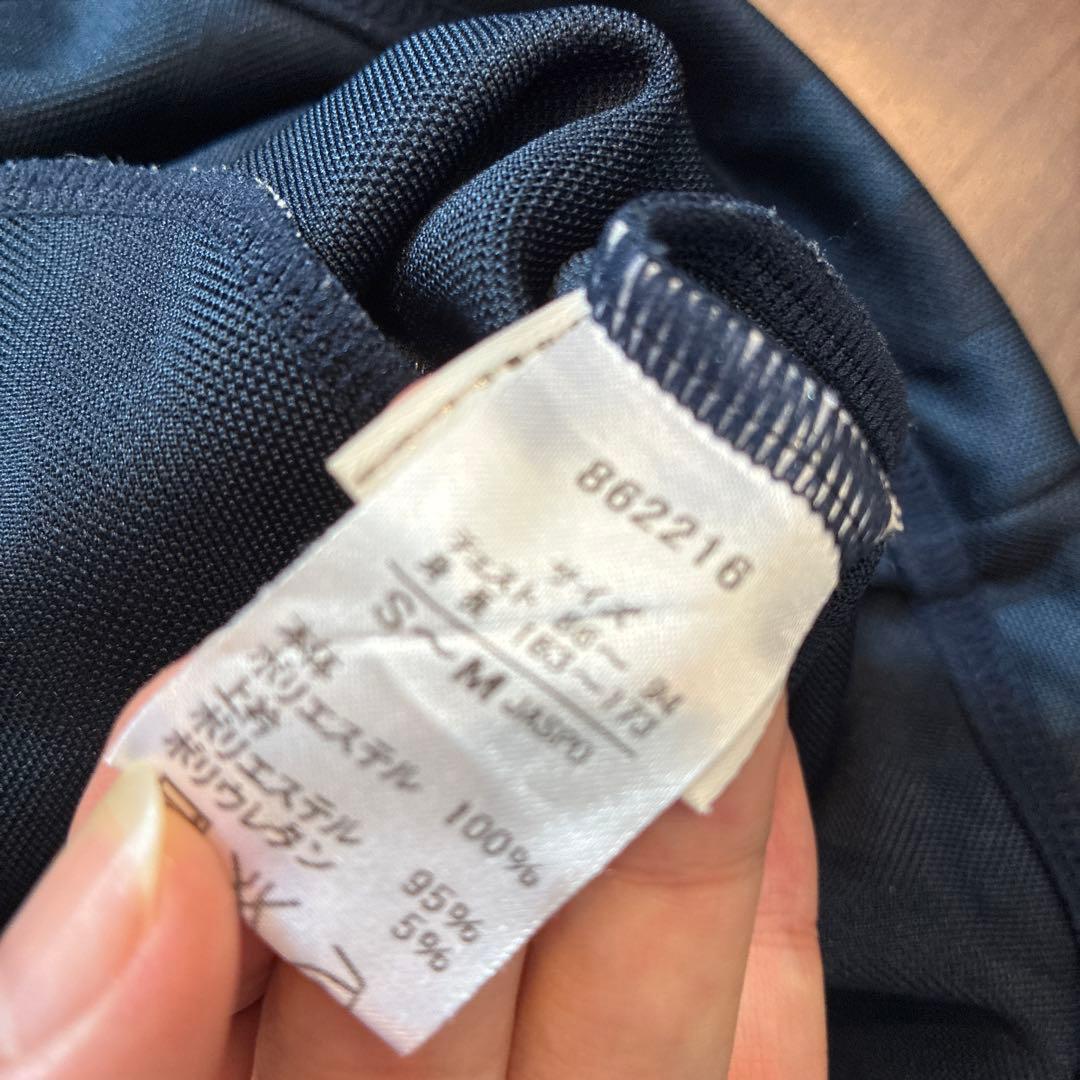 862216
サイズ
チェスト 86〜94
身長 163〜173
S〜M JASPO
本体
ポリエステル 100%
上衿
ポリエステル 95%
ポリウレタン 5%